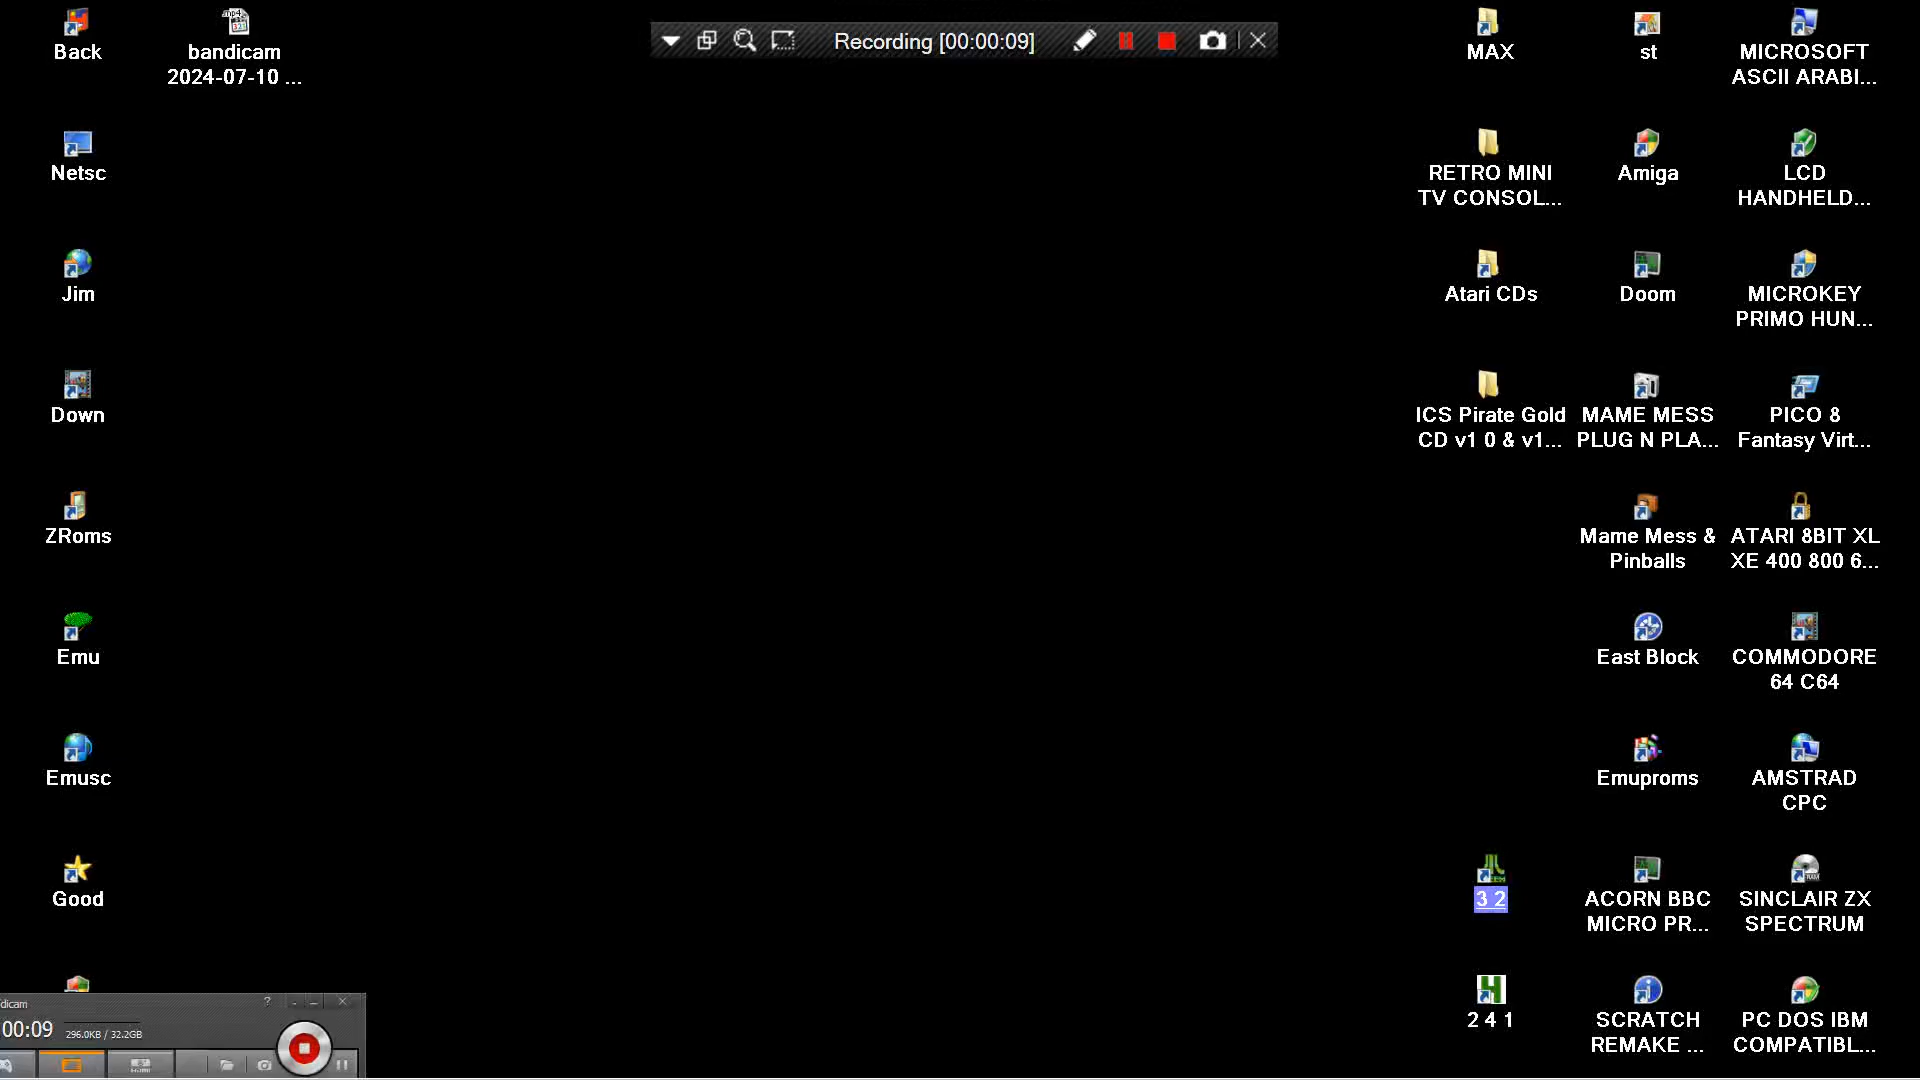 Recording [00:00:09]
Back
bandicam
2024-07-10 ...
Netsc
Jim
Down
ZRoms
Emu
Emusc
Good
MAX
st
MICROSOFT
ASCII ARABI...
RETRO MINI
TV CONSOL...
Amiga
LCD
HANDHELD...
Atari CDs
Doom
MICROKEY
PRIMO HUN...
ICS Pirate Gold
CD v1 0 & v1...
MAME MESS
PLUG N PLA...
PICO 8
Fantasy Virt...
Mame Mess &
Pinballs
ATARI 8BIT XL
XE 400 800 6...
East Block
COMMODORE
64 C64
Emuproms
AMSTRAD
CPC
3 2
ACORN BBC
MICRO PR...
SINCLAIR ZX
SPECTRUM
2 4 1
SCRATCH
REMAKE ...
PC DOS IBM
COMPATIBL...
dicam
00:09
296.0KB / 32.2GB